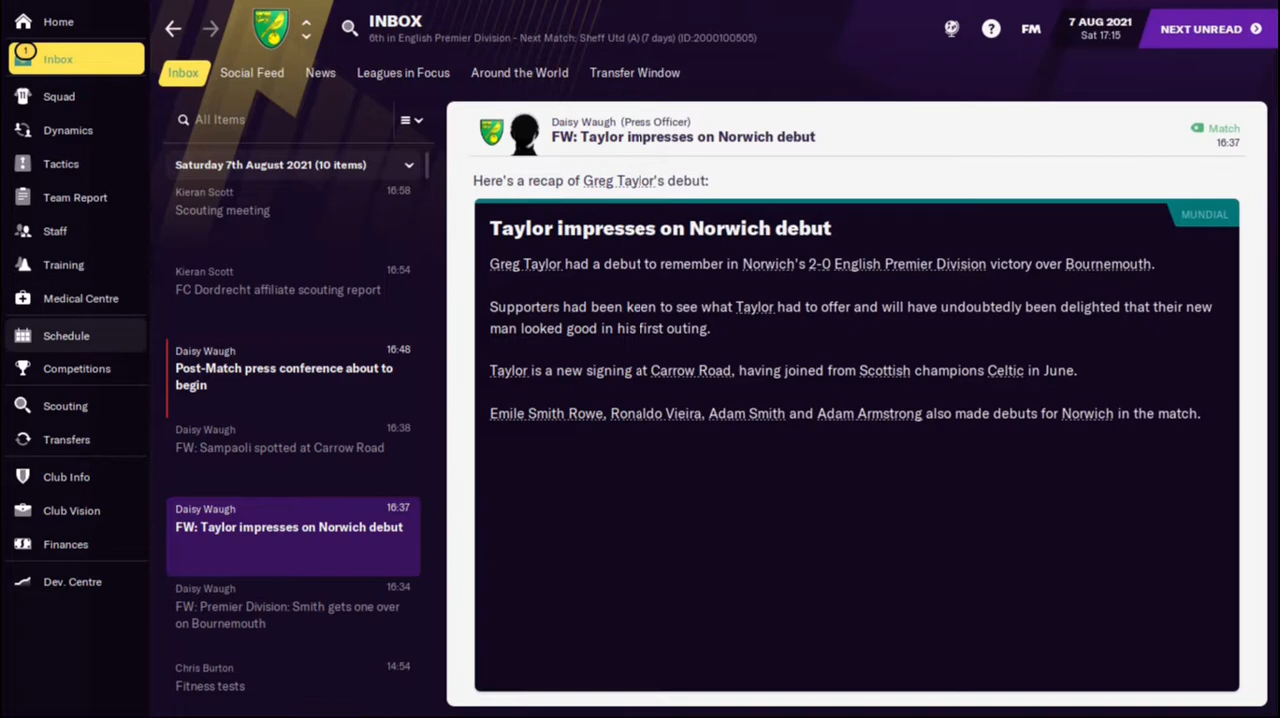 Home
1
Inbox
Squad
Dynamics
Tactics
Team Report
Staff
Training
Medical Centre
Schedule
Competitions
Scouting
Transfers
Club Info
Club Vision
Finances
Dev. Centre
INBOX
6th in English Premier Division - Next Match: Sheff Utd (A) (7 days) (ID:2000100505)
FM
7 AUG 2021
Sat 17:15
NEXT UNREAD
Inbox Social Feed News Leagues in Focus Around the World Transfer Window
All Items
Saturday 7th August 2021 (10 items)
Kieran Scott 16:58
Scouting meeting
Kieran Scott 16:54
FC Dordrecht affiliate scouting report
Daisy Waugh 16:48
Post-Match press conference about to
begin
Daisy Waugh 16:38
FW: Sampaoli spotted at Carrow Road
Daisy Waugh 16:37
FW: Taylor impresses on Norwich debut
Daisy Waugh 16:34
FW: Premier Division: Smith gets one over
on Bournemouth
Chris Burton 14:54
Fitness tests
Daisy Waugh (Press Officer)
FW: Taylor impresses on Norwich debut
Match
16:37
Here's a recap of Greg Taylor's debut:
MUNDIAL
Taylor impresses on Norwich debut
Greg Taylor had a debut to remember in Norwich's 2-0 English Premier Division victory over Bournemouth.
Supporters had been keen to see what Taylor had to offer and will have undoubtedly been delighted that their new
man looked good in his first outing.
Taylor is a new signing at Carrow Road, having joined from Scottish champions Celtic in June.
Emile Smith Rowe, Ronaldo Vieira, Adam Smith and Adam Armstrong also made debuts for Norwich in the match.